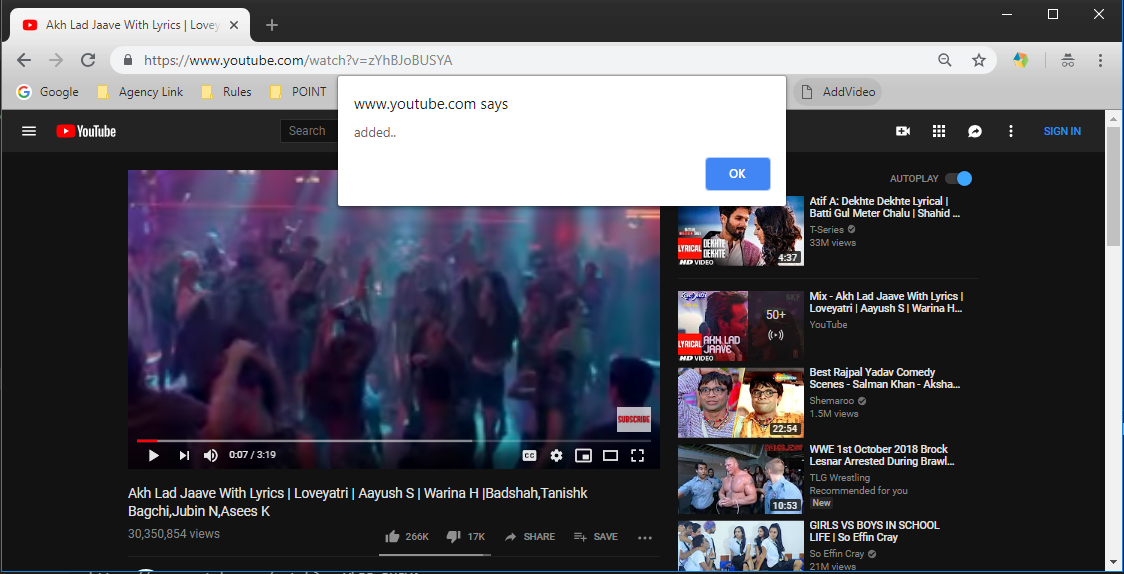 Akh Lad Jaave With Lyrics | Lovey
https://www.youtube.com/watch?v=zYhBJoBUSYA
Google
Agency Link
Rules
POINT
AddVideo
www.youtube.com says
added..
OK
YouTube
Search
SIGN IN
SUBSCRIBE
0:07 / 3:19
CC
Akh Lad Jaave With Lyrics | Loveyatri | Aayush S | Warina H |Badshah,Tanishk
Bagchi,Jubin N,Asees K
30,350,854 views
266K
17K
SHARE
SAVE
AUTOPLAY
LYRICAL
DEKHTE
DEKHTE
HD VIDEO
4:37
Atif A: Dekhte Dekhte Lyrical |
Batti Gul Meter Chalu | Shahid ...
T-Series
33M views
LYRICAL
AKH LAD
JAAVE
HD VIDEO
50+
Mix - Akh Lad Jaave With Lyrics |
Loveyatri | Aayush S | Warina H...
YouTube
22:54
Best Rajpal Yadav Comedy
Scenes - Salman Khan - Aksha...
Shemaroo
1.5M views
10:53
WWE 1st October 2018 Brock
Lesnar Arrested During Brawl...
TLG Wrestling
Recommended for you
New
GIRLS VS BOYS IN SCHOOL
LIFE | So Effin Cray
So Effin Cray
21M views